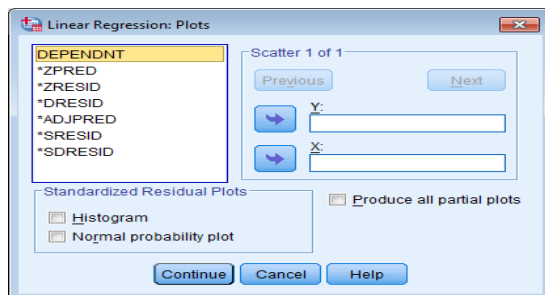 Linear Regression: Plots
DEPENDNT
*ZPRED
*ZRESID
*DRESID
*ADJPRED
*SRESID
*SDRESID
Scatter 1 of 1
Previous
Next
Y:
X:
Standardized Residual Plots
Histogram
Normal probability plot
Produce all partial plots
Continue
Cancel
Help